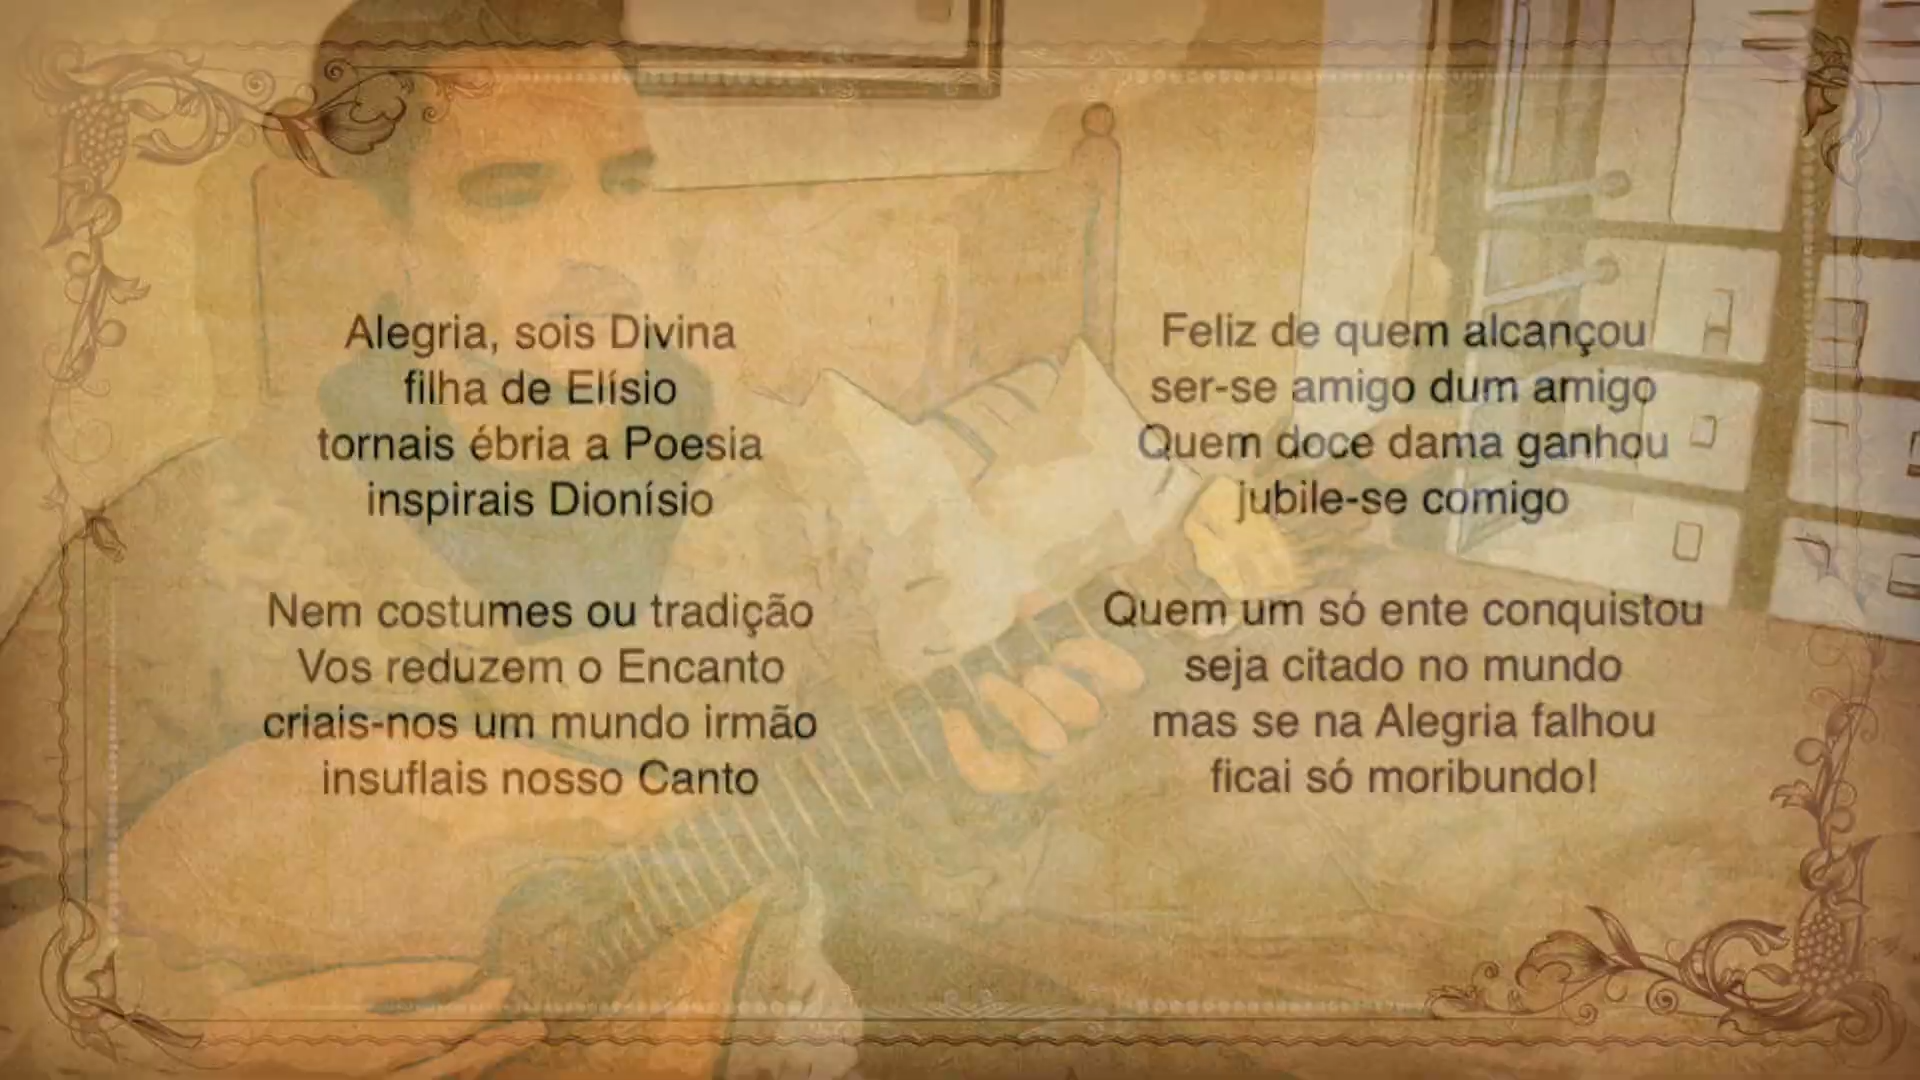 Alegria, sois Divina
filha de Elísio
tornais ébria a Poesia
inspirais Dionísio
Nem costumes ou tradição
Vos reduzem o Encanto
criais-nos um mundo irmão
insuflais nosso Canto
Feliz de quem alcançou
ser-se amigo dum amigo
Quem doce dama ganhou
jubile-se comigo
Quem um só ente conquistou
seja citado no mundo
mas se na Alegria falhou
ficai só moribundo!